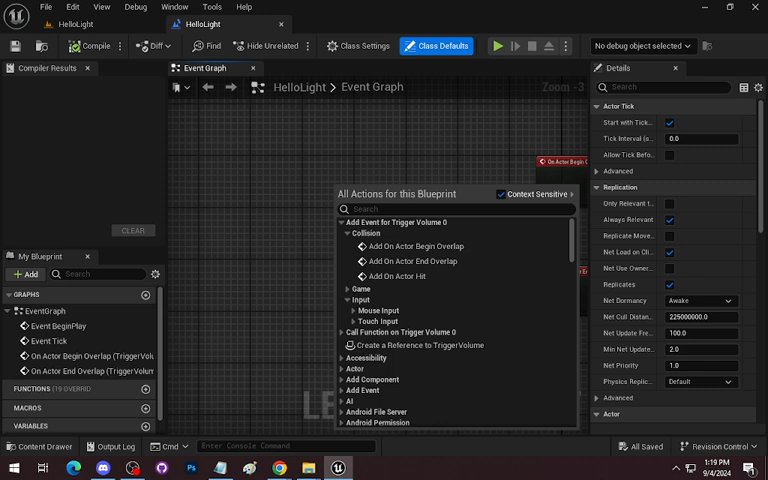 File Edit View Debug Window Tools Help
HelloLight HelloLight
Compile Diff Find Hide Unrelated Class Settings Class Defaults No debug object selected
Compiler Results Event Graph Details
HelloLight > Event Graph Zoom -3
Search
CLEAR
My Blueprint
+ Add Search
GRAPHS
EventGraph
Event BeginPlay
Event Tick
On Actor Begin Overlap (TriggerVolu
On Actor End Overlap (TriggerVolum
FUNCTIONS (19 OVERRID
MACROS
VARIABLES
On Actor Begin
All Actions for this Blueprint Context Sensitive
Search
Add Event for Trigger Volume 0
Collision
Add On Actor Begin Overlap
Add On Actor End Overlap
Add On Actor Hit
Game
Input
Mouse Input
Touch Input
Call Function on Trigger Volume 0
Create a Reference to TriggerVolume
Accessibility
Actor
Add Component
Add Event
AI
Android File Server
Android Permission
Actor Tick
Start with Tick...
Tick Interval (s... 0.0
Allow Tick Befo...
Advanced
Replication
Only Relevant t...
Always Relevant
Replicate Move...
Net Load on Cli...
Net Use Owner...
Replicates
Net Dormancy Awake
Net Cull Distanc... 225000000.0
Net Update Fre... 100.0
Min Net Updat... 2.0
Net Priority 1.0
Physics Replic... Default
Advanced
Actor
Content Drawer Output Log Cmd Enter Console Command All Saved Revision Control
1:19 PM
9/4/2024